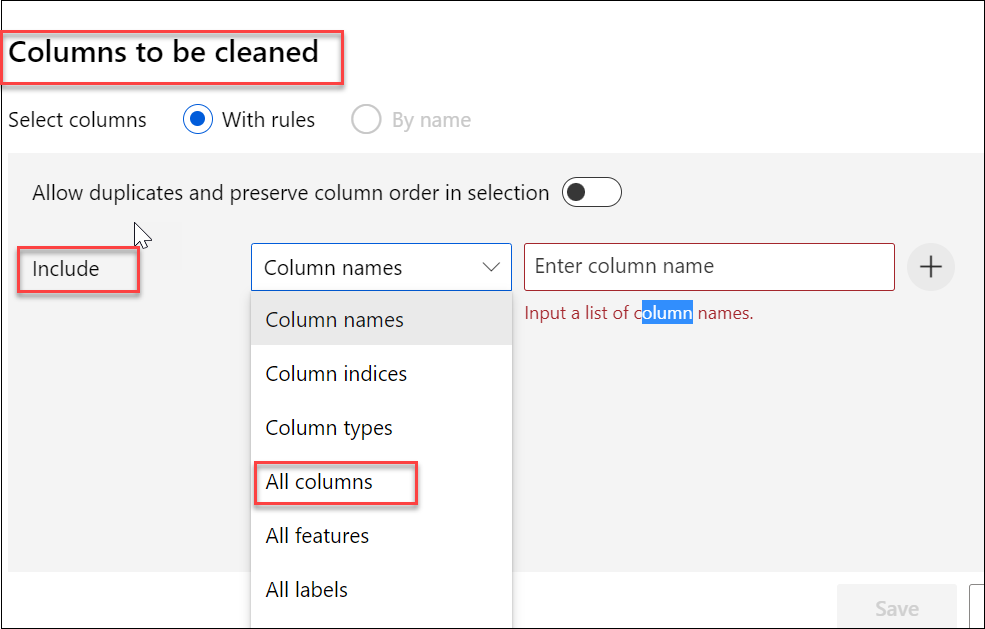 Columns to be cleaned
Select columns With rules By name
Allow duplicates and preserve column order in selection
Include Column names Enter column name
Input a list of column names.
Column names
Column indices
Column types
All columns
All features
All labels
Save